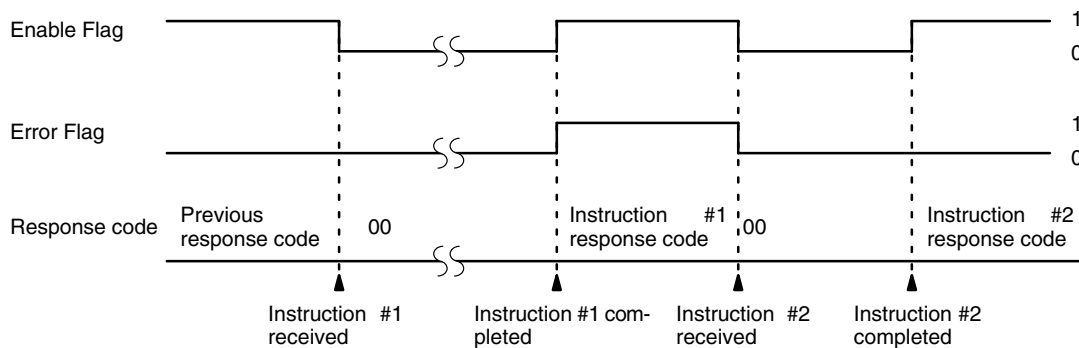 Enable Flag
1
0
Error Flag
1
0
Response code
Previous
response code
00
Instruction #1
response code
00
Instruction #2
response code
Instruction #1
received
Instruction #1 com-
pleted
Instruction #2
received
Instruction #2
completed